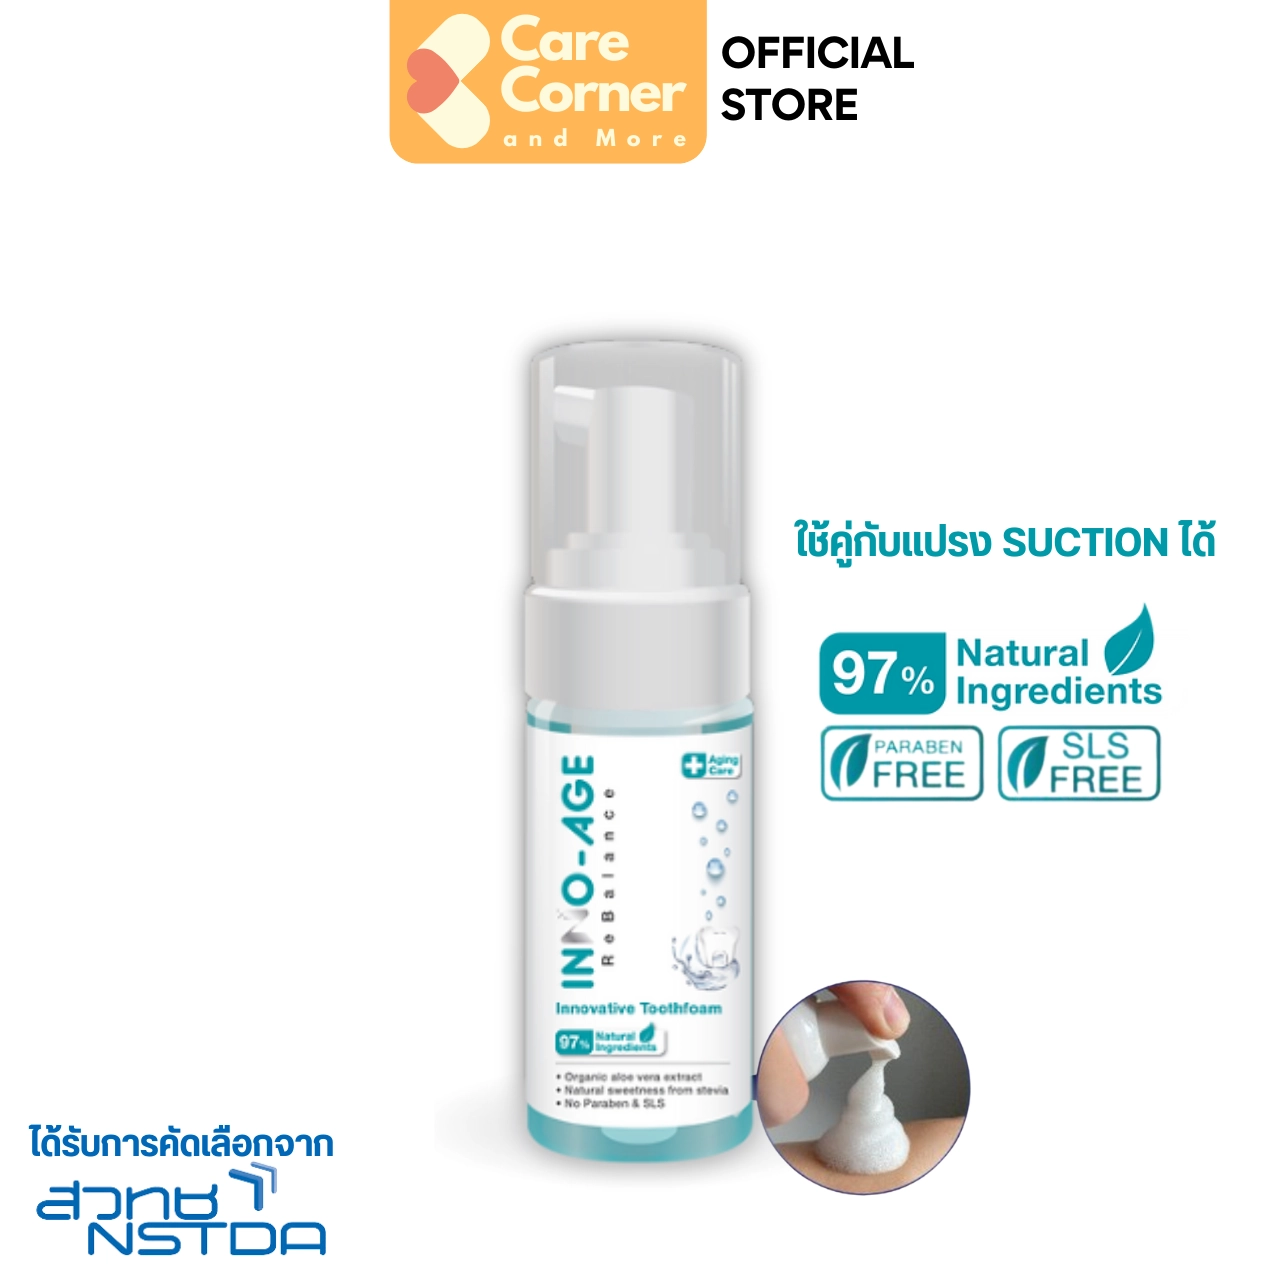 Care
Corner
and More
OFFICIAL
STORE
ใช้คู่กับแปรง SUCTION ได้
97% Natural
Ingredients
PARABEN
FREE
SLS
FREE
Aging
Care
INNO-AGE
ReBalance
Innovative Toothfoam
97% Natural
Ingredients
• Organic aloe vera extract
• Natural sweetness from stevia
• No Paraben & SLS
ได้รับการคัดเลือกจาก
สวทช
NSTDA